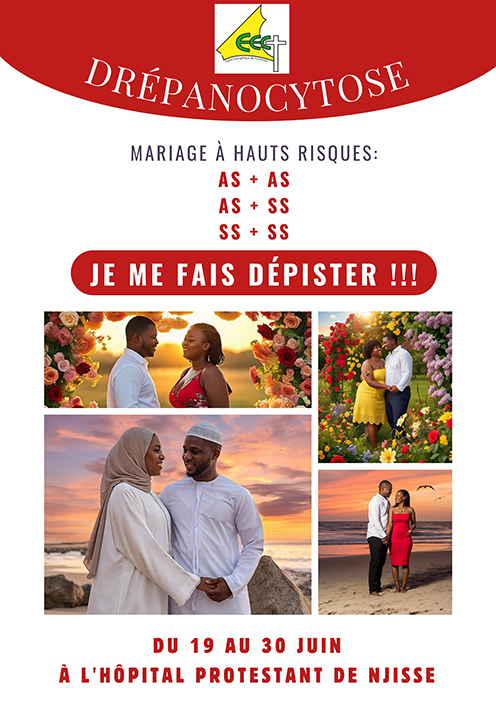 EECC
DRÉPANOCYTOSE
MARIAGE À HAUTS RISQUES:
AS + AS
AS + SS
SS + SS
JE ME FAIS DÉPISTER !!!
DU 19 AU 30 JUIN
À L'HÔPITAL PROTESTANT DE NJISSE